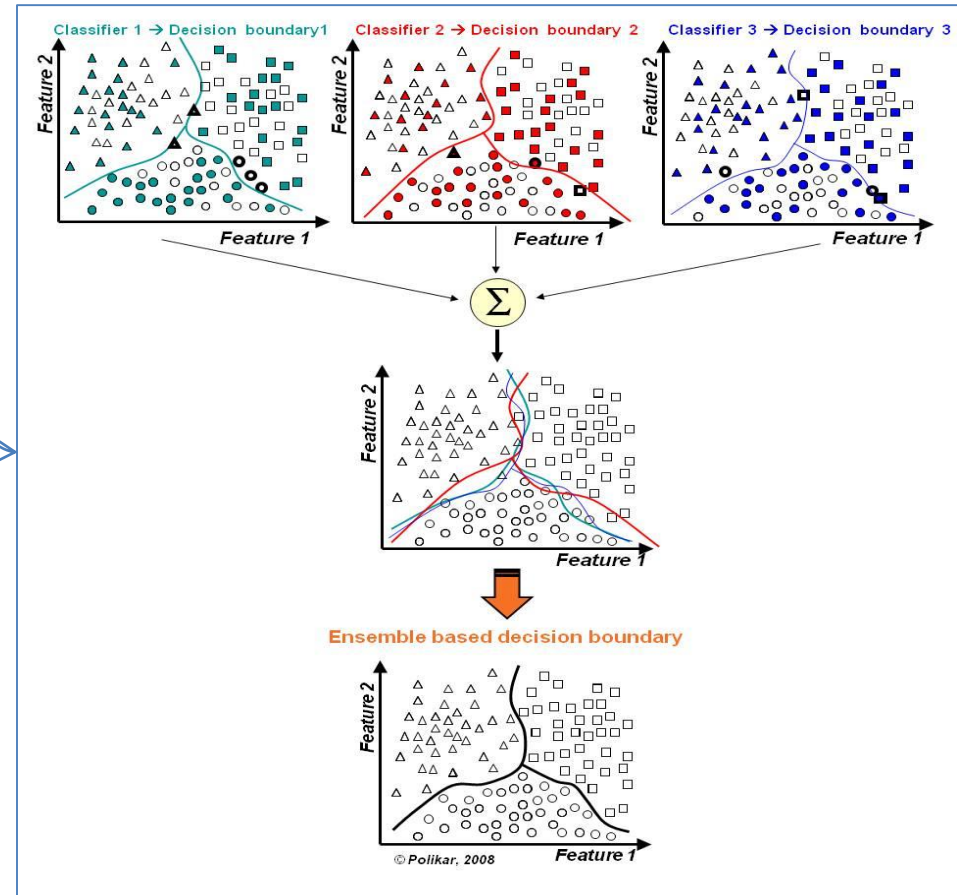 Classifier 1 → Decision boundary1
Classifier 2 → Decision boundary 2
Classifier 3 → Decision boundary 3
Feature 2
Feature 1
Feature 2
Feature 1
Feature 2
Feature 1
Σ
Feature 2
Feature 1
Ensemble based decision boundary
Feature 2
Feature 1
© Polikar, 2008